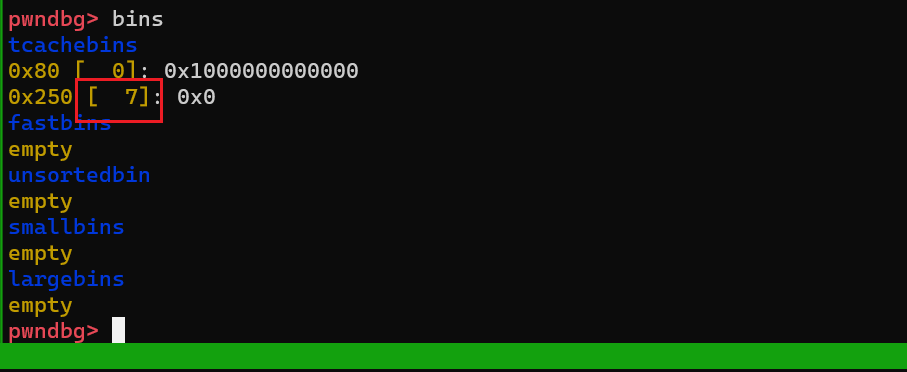 pwndbg> bins
tcachebins
0x80 [  0]: 0x1000000000000
0x250 [  7]: 0x0
fastbins
empty
unsortedbin
empty
smallbins
empty
largebins
empty
pwndbg>